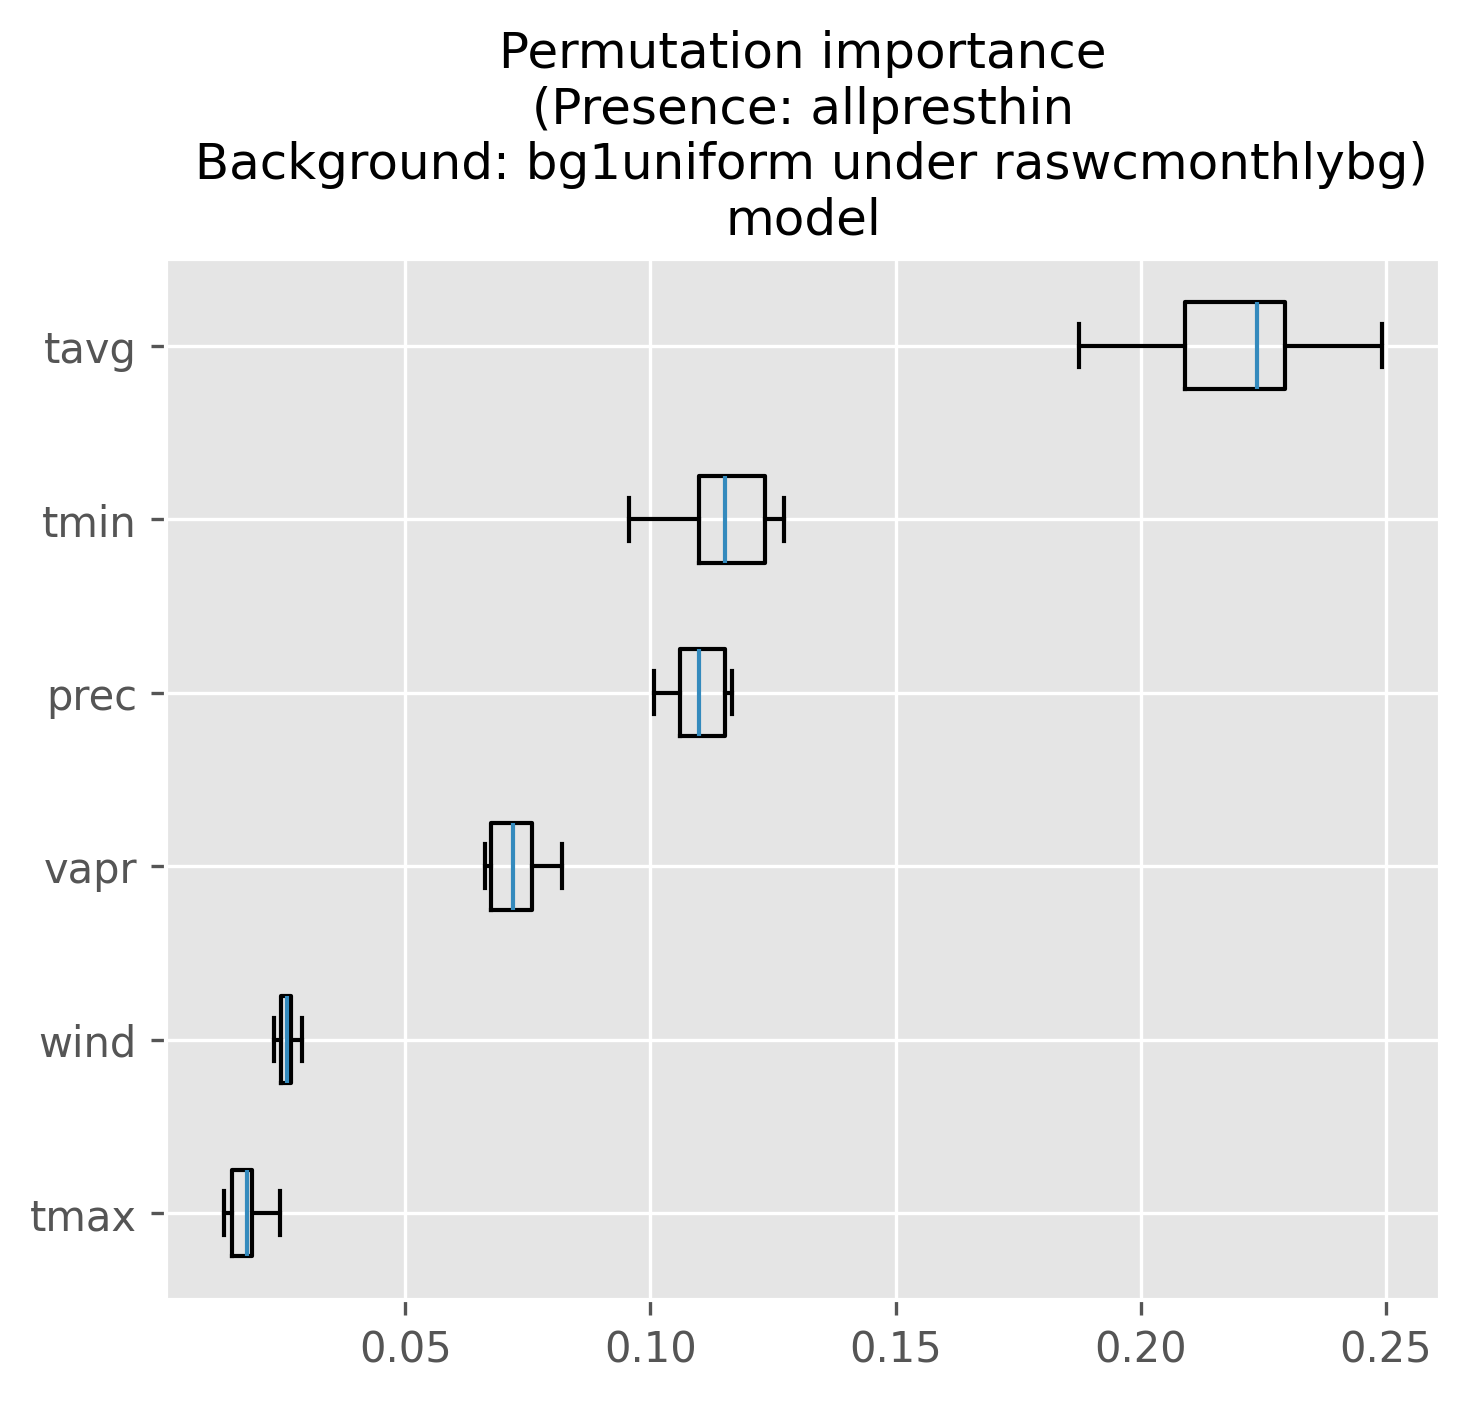 Permutation importance
(Presence: allpresthin
Background: bg1uniform under raswcmonthlybg)
model
tavg
tmin
prec
vapr
wind
tmax
0.05 0.10 0.15 0.20 0.25